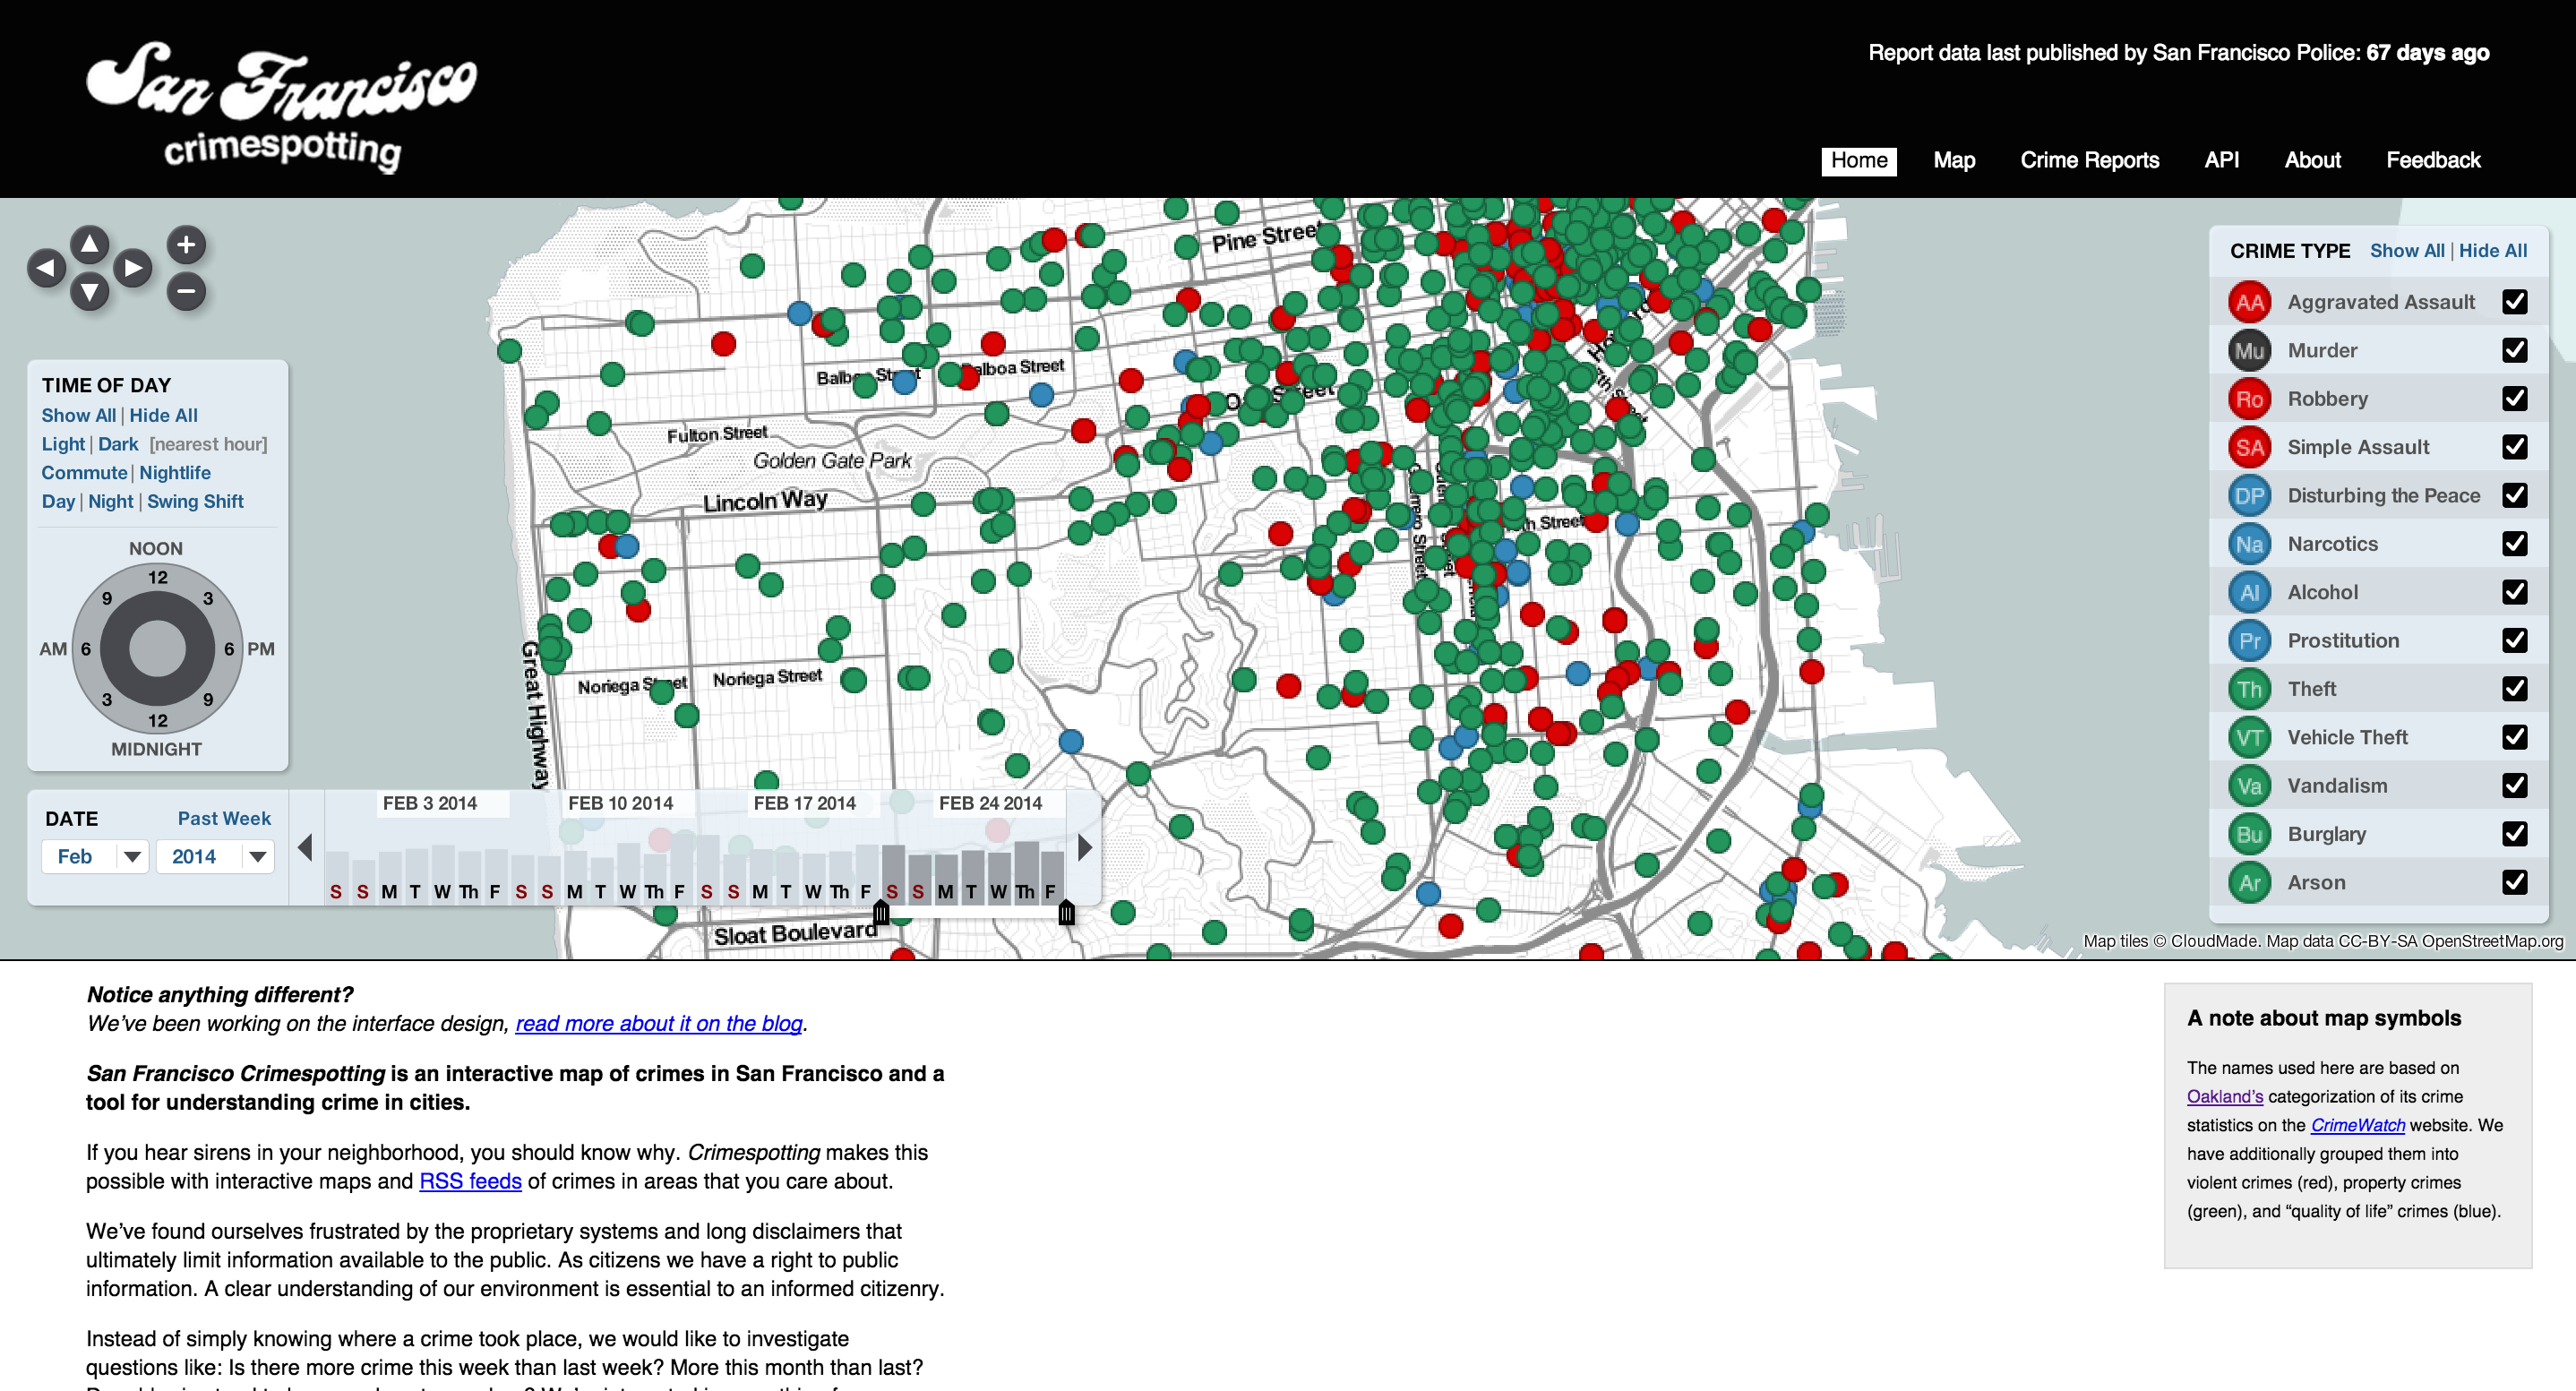 San Francisco
crimespotting
Report data last published by San Francisco Police: 67 days ago
Home
Map
Crime Reports
API
About
Feedback
TIME OF DAY
Show All | Hide All
Light | Dark [nearest hour]
Commute | Nightlife
Day | Night | Swing Shift
NOON
12
9 3
AM 6 6 PM
3 9
12
MIDNIGHT
DATE
Past Week
Feb
2014
FEB 3 2014
FEB 10 2014
FEB 17 2014
FEB 24 2014
S S M T W Th F S S M T W Th F S S M T W Th F S S M T W Th F
Pine Street
Balboa Street
Fulton Street
Golden Gate Park
Lincoln Way
Noriega Street
Noriega Street
Great Highway
Sloat Boulevard
CRIME TYPE
Show All | Hide All
AA Aggravated Assault
Mu Murder
Ro Robbery
SA Simple Assault
DP Disturbing the Peace
Na Narcotics
Al Alcohol
Pr Prostitution
Th Theft
VT Vehicle Theft
Va Vandalism
Bu Burglary
Ar Arson
Map tiles © CloudMade. Map data CC-BY-SA OpenStreetMap.org
Notice anything different?
We've been working on the interface design, read more about it on the blog.
San Francisco Crimespotting is an interactive map of crimes in San Francisco and a
tool for understanding crime in cities.
If you hear sirens in your neighborhood, you should know why. Crimespotting makes this
possible with interactive maps and RSS feeds of crimes in areas that you care about.
We've found ourselves frustrated by the proprietary systems and long disclaimers that
ultimately limit information available to the public. As citizens we have a right to public
information. A clear understanding of our environment is essential to an informed citizenry.
Instead of simply knowing where a crime took place, we would like to investigate
questions like: Is there more crime this week than last week? More this month than last?
A note about map symbols
The names used here are based on
Oakland's categorization of its crime
statistics on the CrimeWatch website. We
have additionally grouped them into
violent crimes (red), property crimes
(green), and “quality of life” crimes (blue).